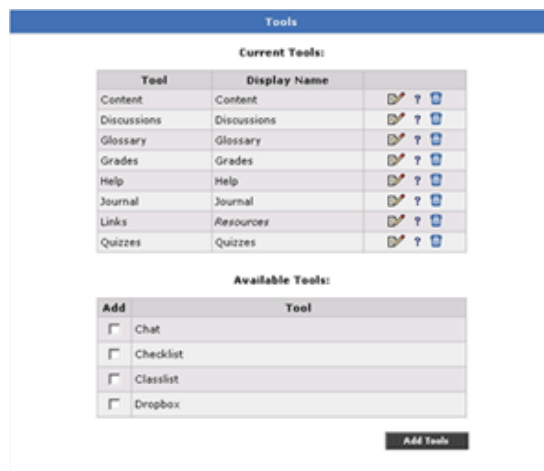 Tools
Current Tools:
Tool Display Name
Content Content ?
Discussions Discussions ?
Glossary Glossary ?
Grades Grades ?
Help Help ?
Journal Journal ?
Links Resources ?
Quizzes Quizzes ?
Available Tools:
Add Tool
Chat
Checklist
Classlist
Dropbox
Add Tools